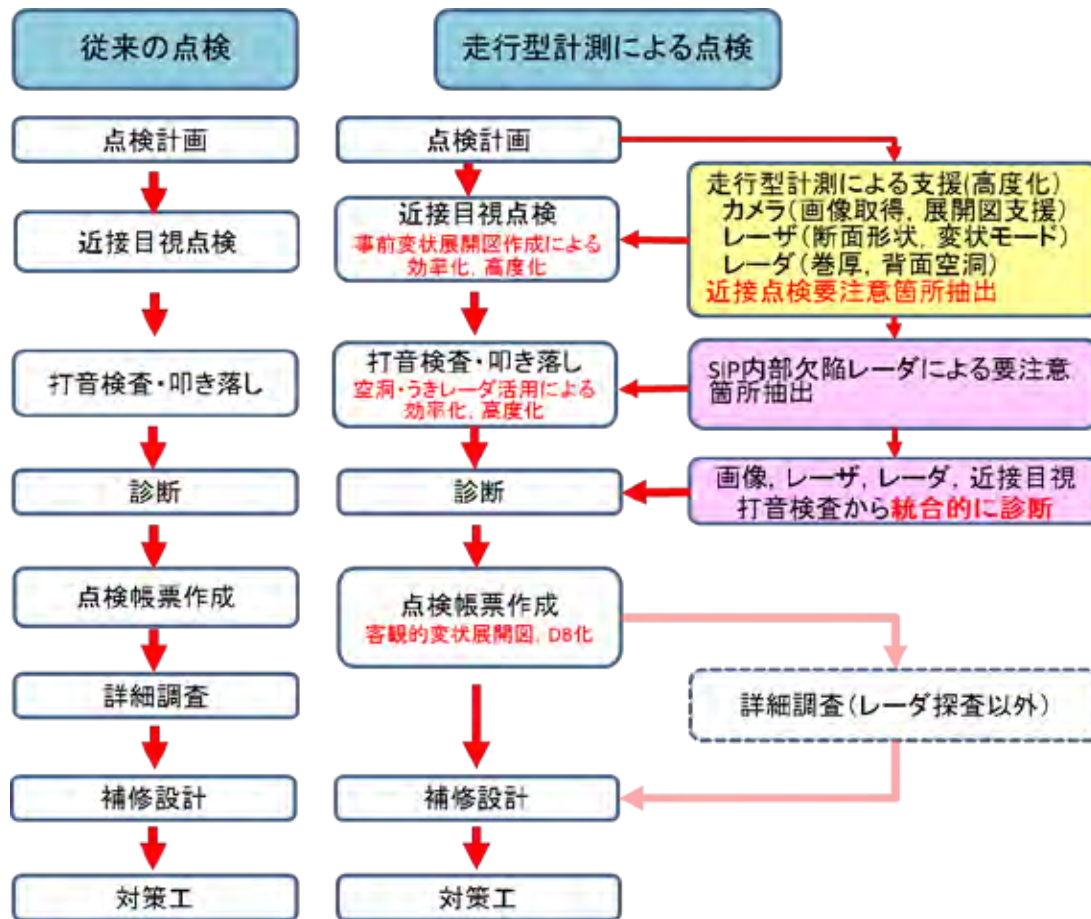 従来の点検
点検計画
近接目視点検
打音検査・叩き落し
診断
点検帳票作成
詳細調査
補修設計
対策工
走行型計測による点検
点検計画
近接目視点検
事前変状展開図作成による
効率化, 高度化
打音検査・叩き落し
空洞・うきレーダ活用による
効率化, 高度化
診断
点検帳票作成
客観的変状展開図, DB化
補修設計
対策工
走行型計測による支援(高度化)
カメラ(画像取得, 展開図支援)
レーザ(断面形状, 変状モード)
レーダ(巻厚, 背面空洞)
近接点検要注意箇所抽出
SIP内部欠陥レーダによる要注意
箇所抽出
画像, レーザ, レーダ, 近接目視
打音検査から統合的に診断
詳細調査(レーダ探査以外)